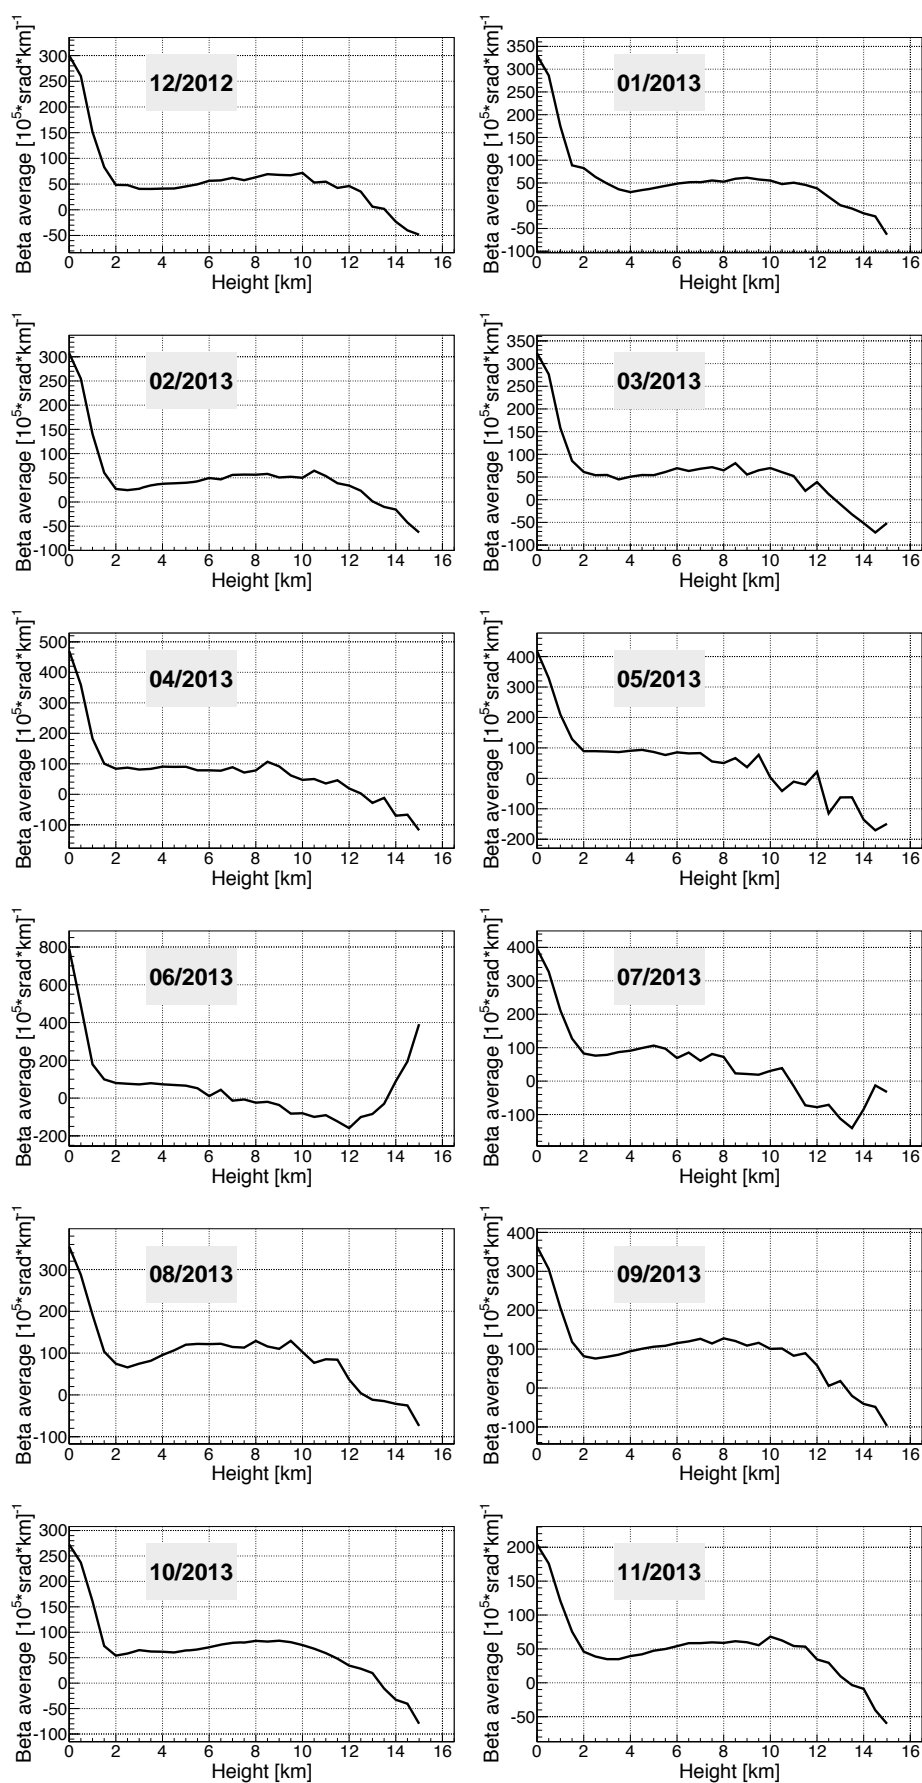 Beta average [10⁵*srad*km]⁻¹
12/2012
300
250
200
150
100
50
0
-50
0 2 4 6 8 10 12 14 16
Height [km]
Beta average [10⁵*srad*km]⁻¹
01/2013
350
300
250
200
150
100
50
0
-50
-100
0 2 4 6 8 10 12 14 16
Height [km]
Beta average [10⁵*srad*km]⁻¹
02/2013
300
250
200
150
100
50
0
-50
-100
0 2 4 6 8 10 12 14 16
Height [km]
Beta average [10⁵*srad*km]⁻¹
03/2013
350
300
250
200
150
100
50
0
-50
-100
0 2 4 6 8 10 12 14 16
Height [km]
Beta average [10⁵*srad*km]⁻¹
04/2013
500
400
300
200
100
0
-100
0 2 4 6 8 10 12 14 16
Height [km]
Beta average [10⁵*srad*km]⁻¹
05/2013
400
300
200
100
0
-100
-200
0 2 4 6 8 10 12 14 16
Height [km]
Beta average [10⁵*srad*km]⁻¹
06/2013
800
600
400
200
0
-200
0 2 4 6 8 10 12 14 16
Height [km]
Beta average [10⁵*srad*km]⁻¹
07/2013
400
300
200
100
0
-100
0 2 4 6 8 10 12 14 16
Height [km]
Beta average [10⁵*srad*km]⁻¹
08/2013
300
200
100
0
-100
0 2 4 6 8 10 12 14 16
Height [km]
Beta average [10⁵*srad*km]⁻¹
09/2013
400
300
200
100
0
-100
0 2 4 6 8 10 12 14 16
Height [km]
Beta average [10⁵*srad*km]⁻¹
10/2013
300
250
200
150
100
50
0
-50
-100
0 2 4 6 8 10 12 14 16
Height [km]
Beta average [10⁵*srad*km]⁻¹
11/2013
200
150
100
50
0
-50
0 2 4 6 8 10 12 14 16
Height [km]